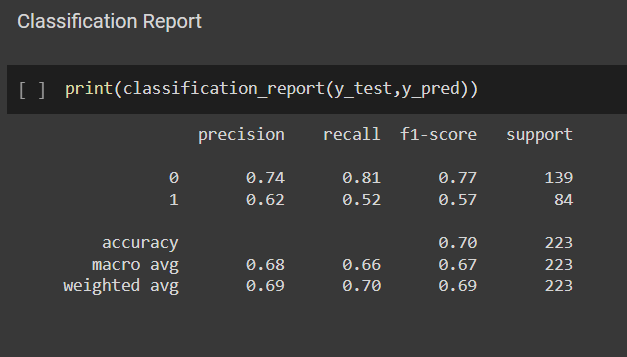 Classification Report
[ ] print(classification_report(y_test,y_pred))
precision recall f1-score support
0 0.74 0.81 0.77 139
1 0.62 0.52 0.57 84
accuracy 0.70 223
macro avg 0.68 0.66 0.67 223
weighted avg 0.69 0.70 0.69 223